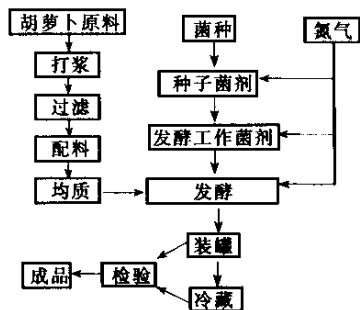 胡萝卜原料
菌种
氮气
打浆
种子菌剂
过滤
发酵工作菌剂
配料
均质
发酵
装罐
成品
检验
冷藏